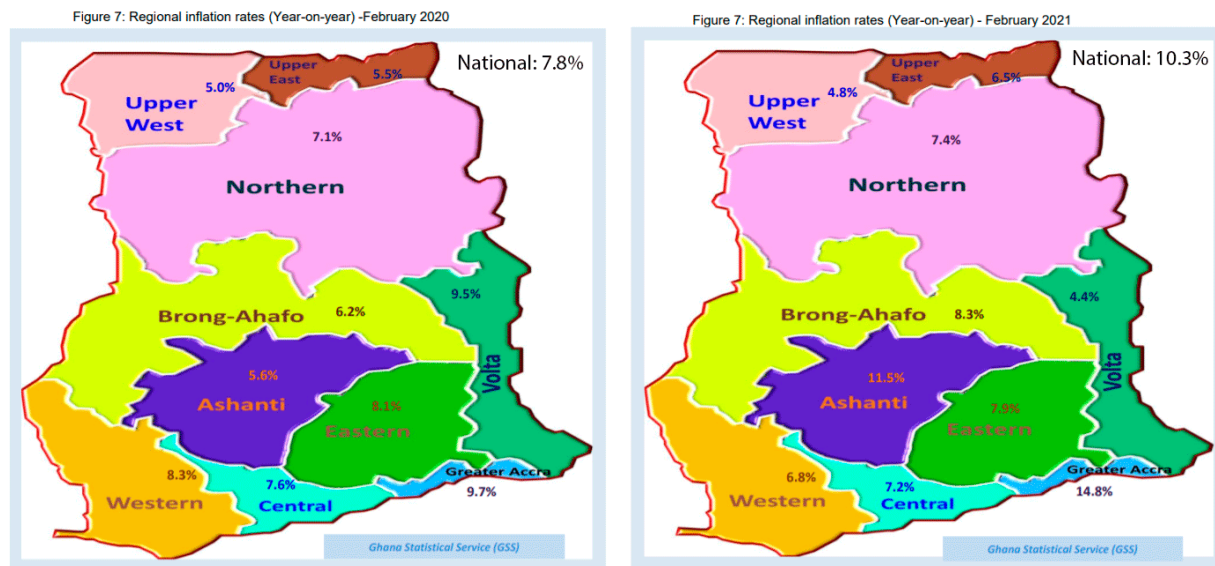 Figure 7: Regional inflation rates (Year-on-year) -February 2020
National: 7.8%
Upper
East
5.5%
5.0%
Upper
West
7.1%
Northern
9.5%
6.2%
Brong-Ahafo
5.6%
Ashanti
Volta
8.1%
Eastern
8.3%
Western
7.6%
Central
Greater Accra
9.7%
Ghana Statistical Service (GSS)
Figure 7: Regional inflation rates (Year-on-year) - February 2021
National: 10.3%
Upper
East
6.5%
4.8%
Upper
West
7.4%
Northern
4.4%
8.3%
Brong-Ahafo
11.5%
Ashanti
Volta
7.9%
Eastern
6.8%
Western
7.2%
Central
Greater Accra
14.8%
Ghana Statistical Service (GSS)